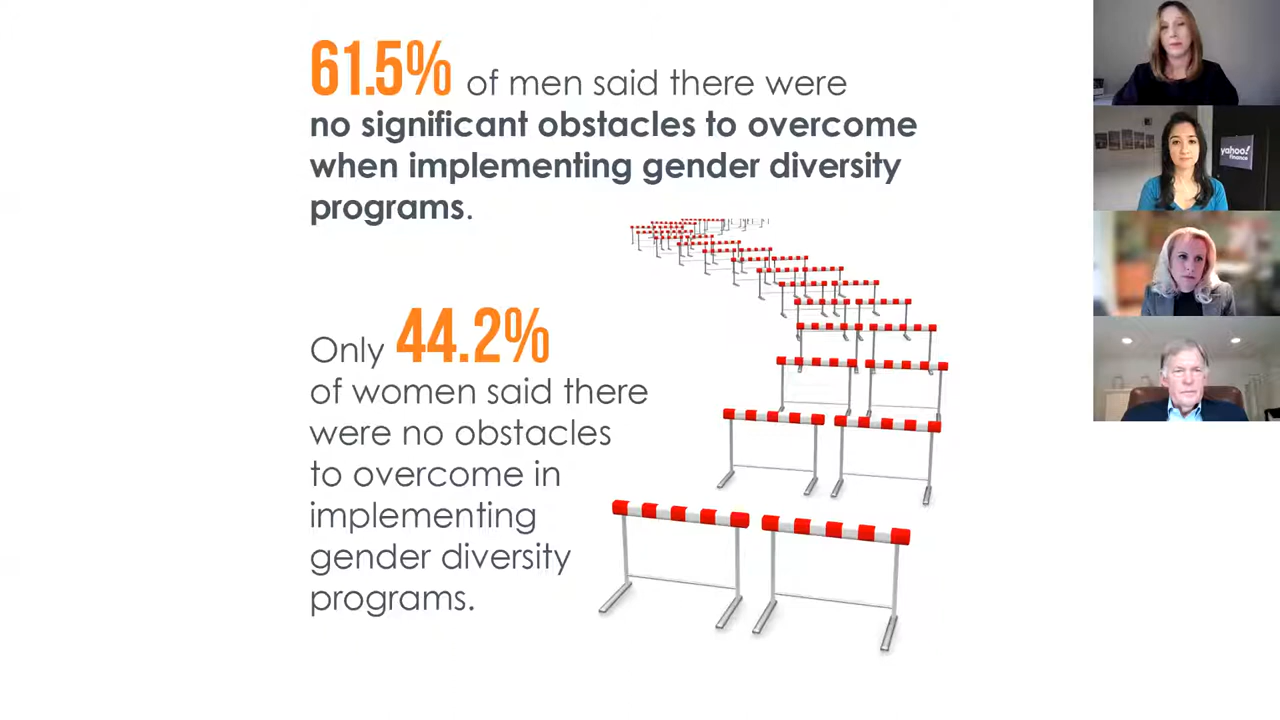 61.5% of men said there were
no significant obstacles to overcome
when implementing gender diversity
programs.
Only 44.2%
of women said there
were no obstacles
to overcome in
implementing
gender diversity
programs.
yahoo!
finance